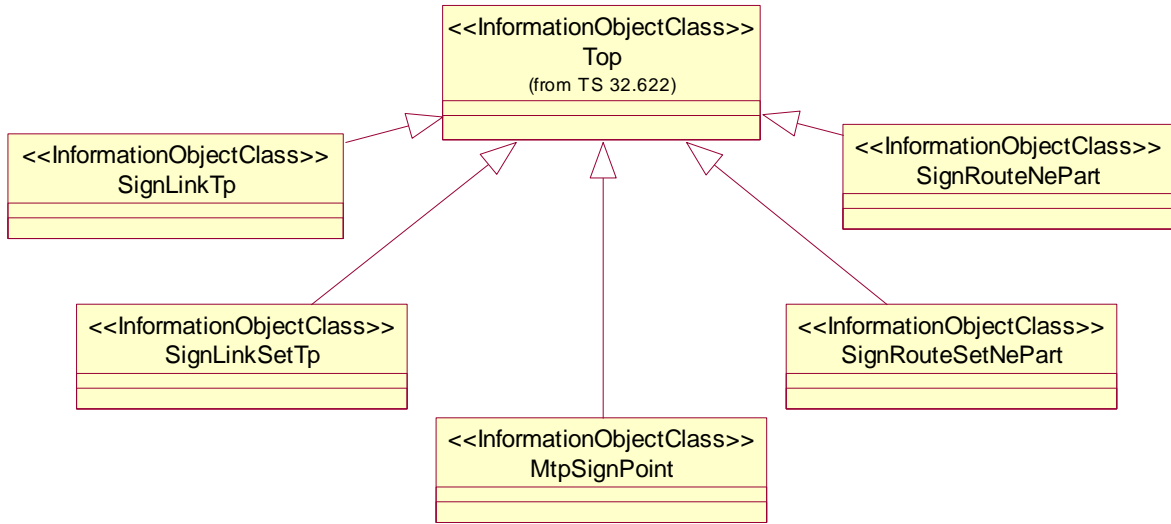 <<InformationObjectClass>>
Top
(from TS 32.622)
<<InformationObjectClass>>
SignLinkTp
<<InformationObjectClass>>
SignRouteNePart
<<InformationObjectClass>>
SignLinkSetTp
<<InformationObjectClass>>
SignRouteSetNePart
<<InformationObjectClass>>
MtpSignPoint